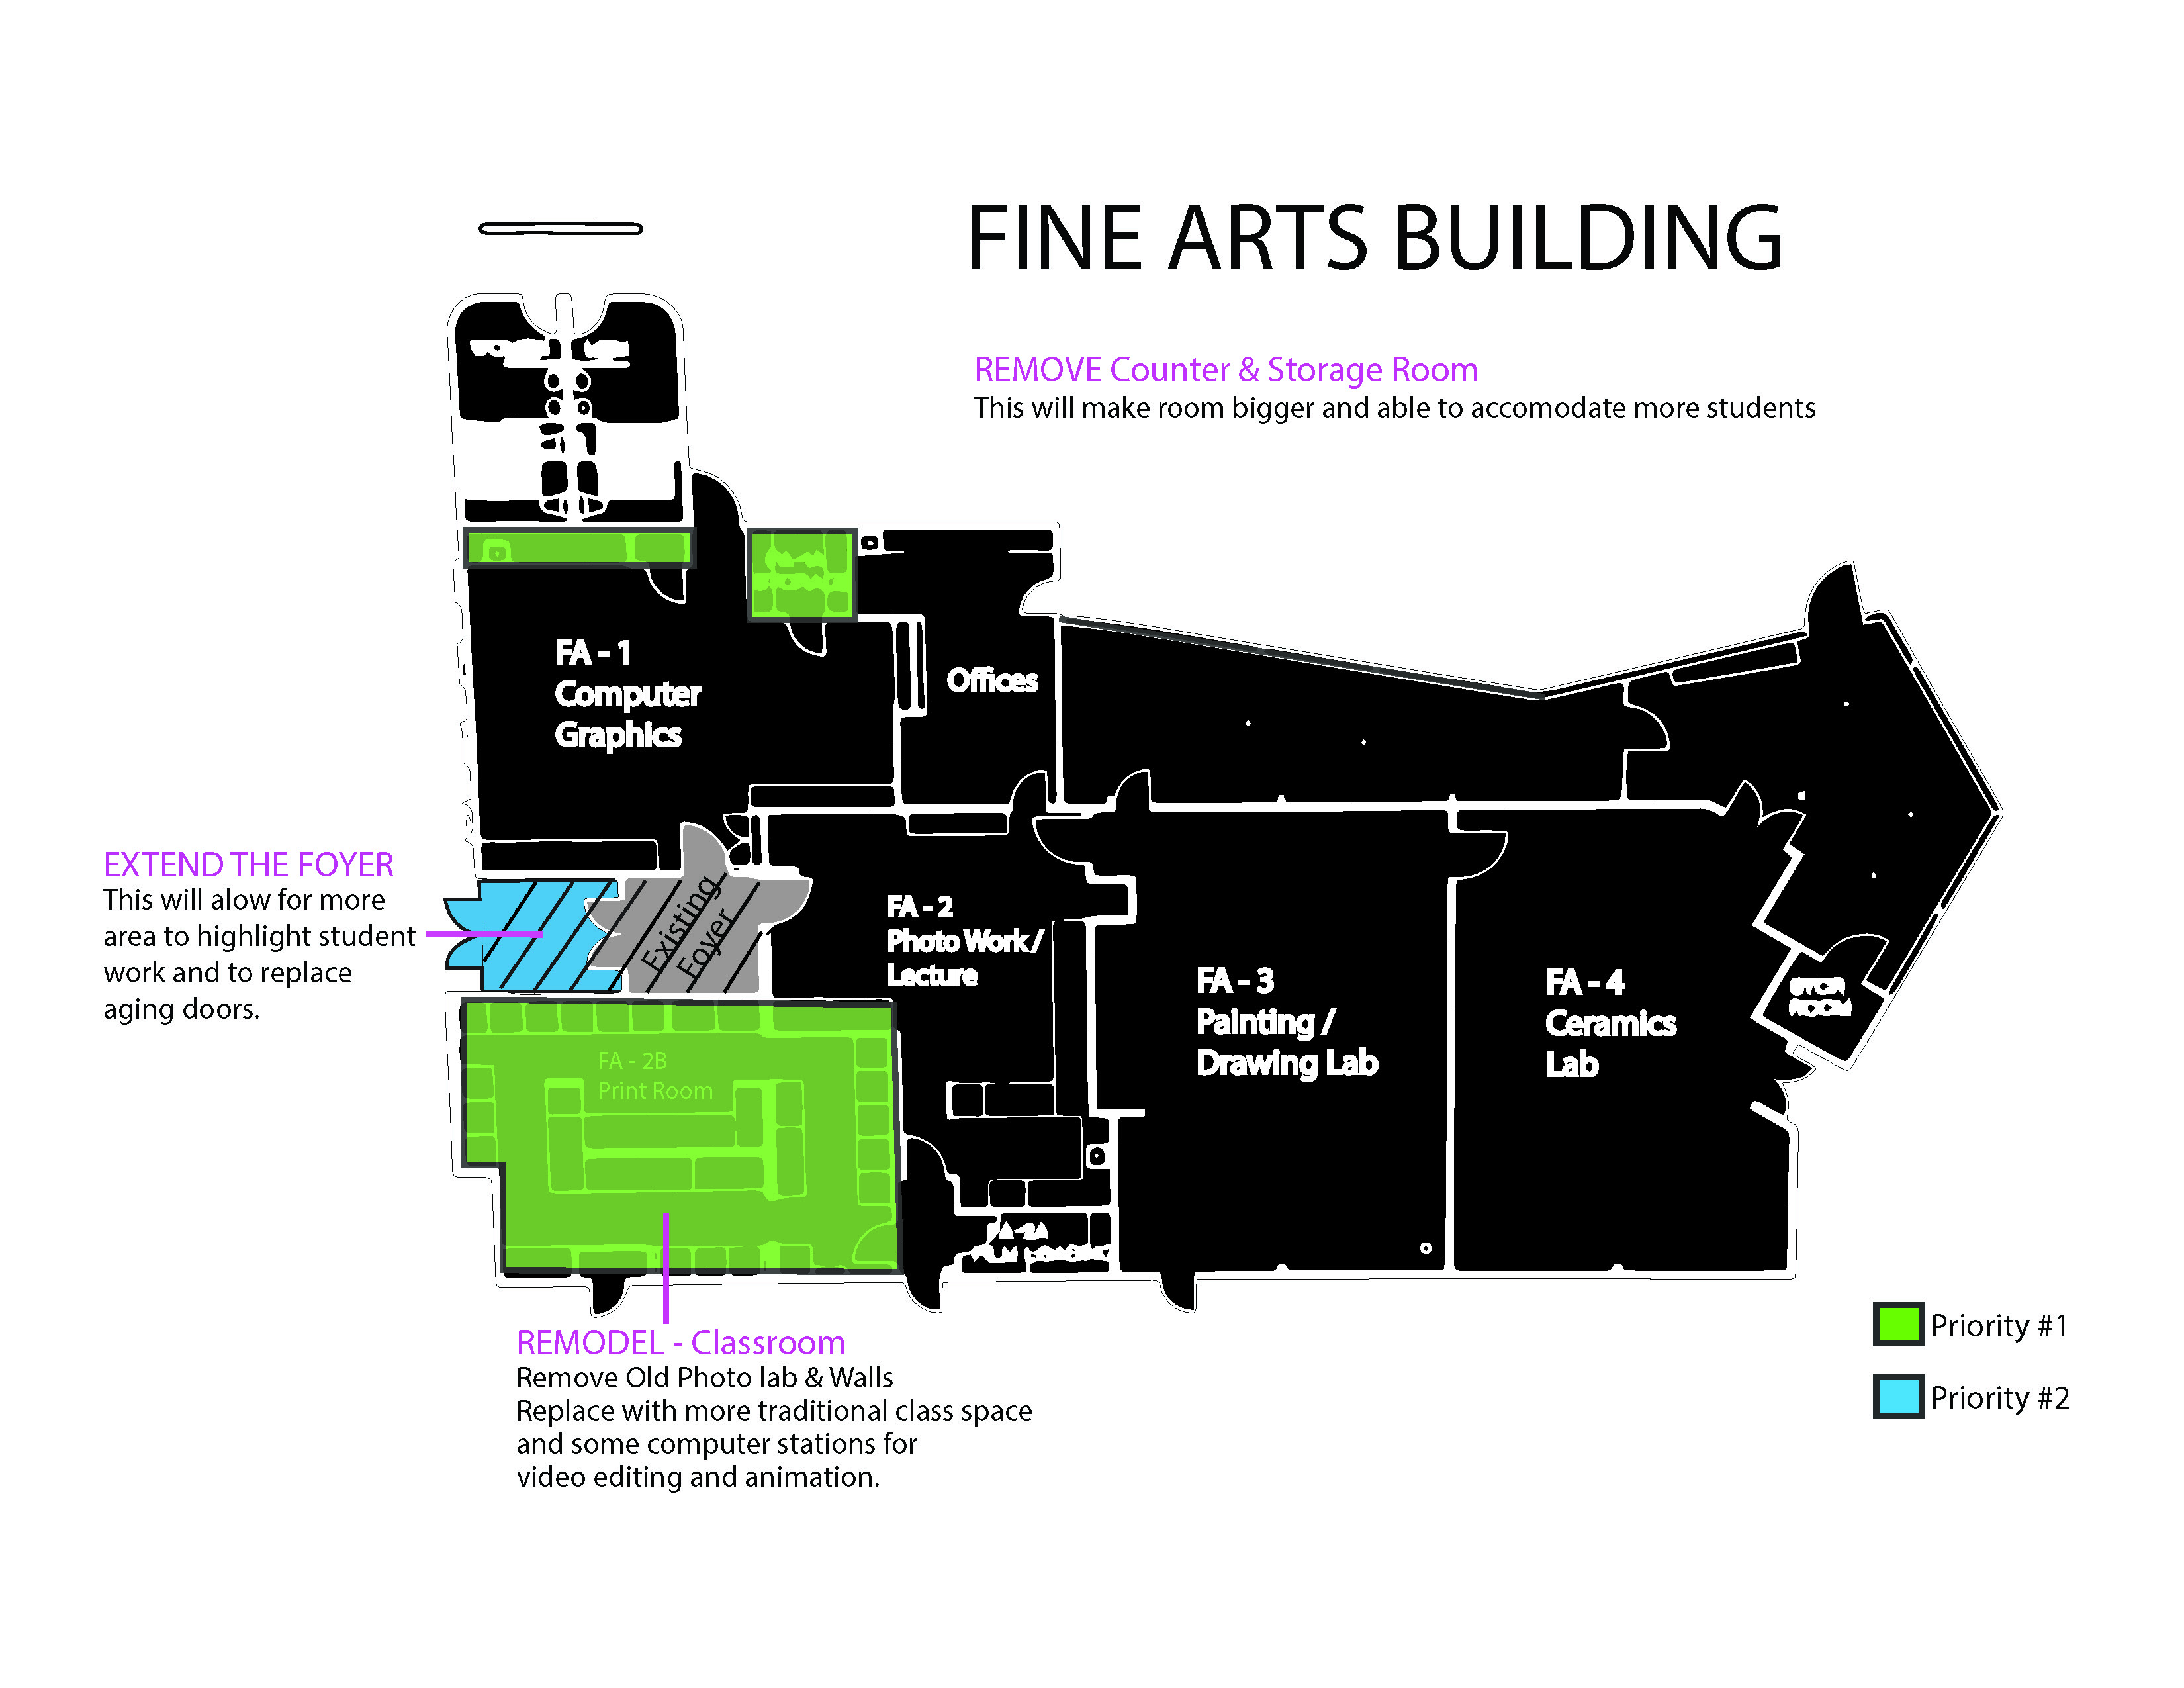 FINE ARTS BUILDING
REMOVE Counter & Storage Room
This will make room bigger and able to accomodate more students
FA - 1
Computer
Graphics
Offices
EXTEND THE FOYER
This will alow for more
area to highlight student
work and to replace
aging doors.
Existing
Foyer
FA - 2
Photo Work /
Lecture
FA - 3
Painting /
Drawing Lab
FA - 4
Ceramics
Lab
ROOM
FA - 2B
Print Room
REMODEL - Classroom
Remove Old Photo lab & Walls
Replace with more traditional class space
and some computer stations for
video editing and animation.
Priority #1
Priority #2